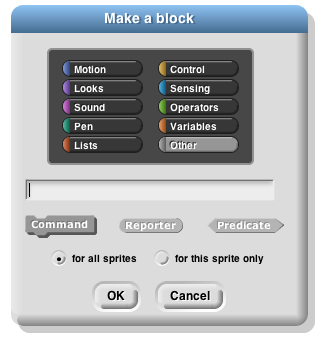 Make a block
Motion Control
Looks Sensing
Sound Operators
Pen Variables
Lists Other
Command Reporter Predicate
for all sprites for this sprite only
OK Cancel